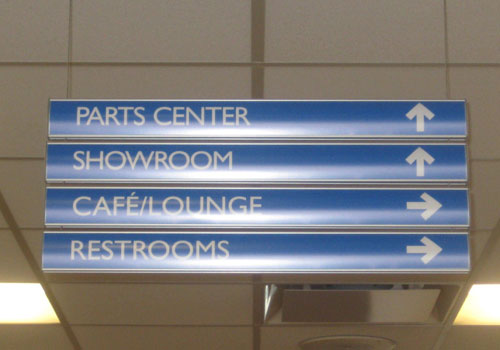 PARTS CENTER ↑
SHOWROOM ↑
CAFÉ/LOUNGE →
RESTROOMS →